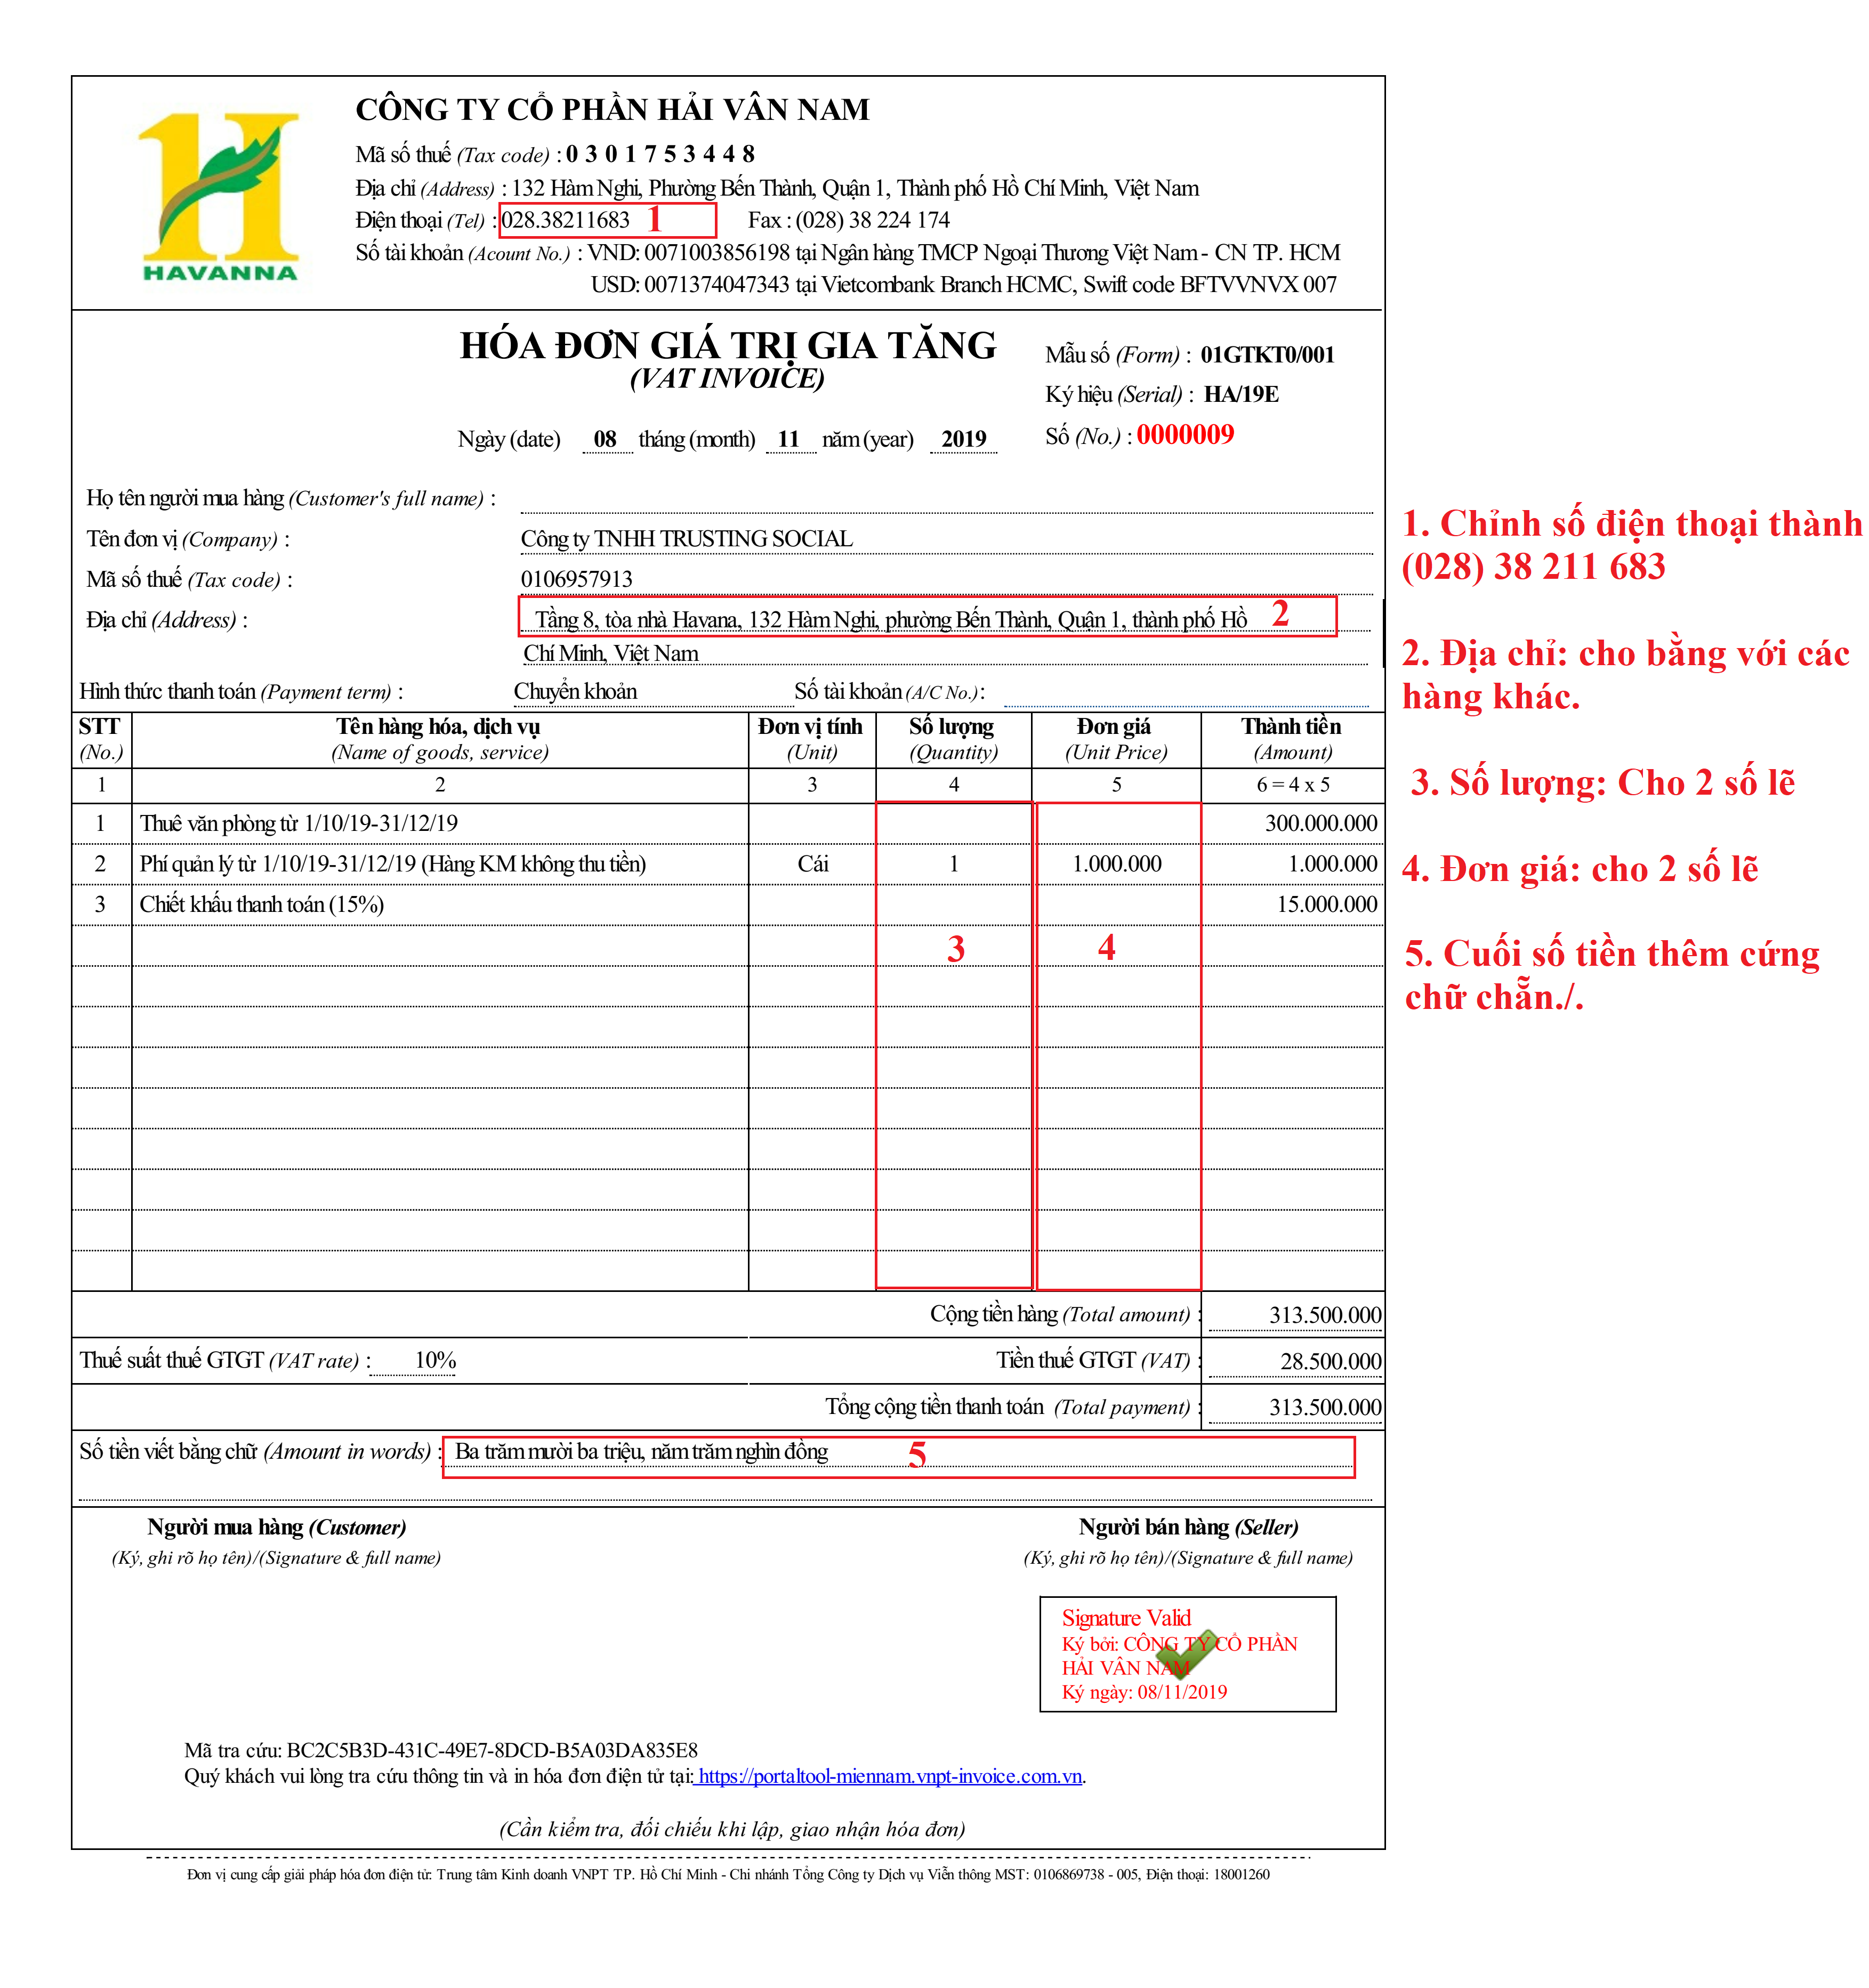 HAVANNA
CÔNG TY CỔ PHẦN HẢI VÂN NAM
Mã số thuế (Tax code) : 0 3 0 1 7 5 3 4 4 8
Địa chỉ (Address) : 132 Hàm Nghi, Phường Bến Thành, Quận 1, Thành phố Hồ Chí Minh, Việt Nam
Điện thoại (Tel) : 028.38211683 1 Fax : (028) 38 224 174
Số tài khoản (Acount No.) : VND: 0071003856198 tại Ngân hàng TMCP Ngoại Thương Việt Nam - CN TP. HCM
USD: 0071374047343 tại Vietcombank Branch HCMC, Swift code BFTVVNVX 007
HÓA ĐƠN GIÁ TRỊ GIA TĂNG
(VAT INVOICE)
Mẫu số (Form) : 01GTKT0/001
Ký hiệu (Serial) : HA/19E
Ngày (date) 08 tháng (month) 11 năm (year) 2019
Số (No.) : 0000009
Họ tên người mua hàng (Customer's full name) :
Tên đơn vị (Company) : Công ty TNHH TRUSTING SOCIAL
Mã số thuế (Tax code) : 0106957913
Địa chỉ (Address) : Tầng 8, tòa nhà Havana, 132 Hàm Nghi, phường Bến Thành, Quận 1, thành phố Hồ 2
Chí Minh, Việt Nam
Hình thức thanh toán (Payment term) : Chuyển khoản Số tài khoản (A/C No.) :
STT Tên hàng hóa, dịch vụ Đơn vị tính Số lượng Đơn giá Thành tiền
(No.) (Name of goods, service) (Unit) (Quantity) (Unit Price) (Amount)
1 2 3 4 5 6 = 4 x 5
1 Thuê văn phòng từ 1/10/19-31/12/19 300.000.000
2 Phí quản lý từ 1/10/19-31/12/19 (Hàng KM không thu tiền) Cái 1 1.000.000 1.000.000
3 Chiết khấu thanh toán (15%) 15.000.000
3 4
Cộng tiền hàng (Total amount) : 313.500.000
Thuế suất thuế GTGT (VAT rate) : 10% Tiền thuế GTGT (VAT) : 28.500.000
Tổng cộng tiền thanh toán (Total payment) : 313.500.000
Số tiền viết bằng chữ (Amount in words) : Ba trăm mười ba triệu, năm trăm nghìn đồng 5
Người mua hàng (Customer) Người bán hàng (Seller)
(Ký, ghi rõ họ tên)/(Signature & full name) (Ký, ghi rõ họ tên)/(Signature & full name)
Signature Valid
Ký bởi: CÔNG TY CỔ PHẦN
HẢI VÂN NAM
Ký ngày: 08/11/2019
Mã tra cứu: BC2C5B3D-431C-49E7-8DCD-B5A03DA835E8
Quý khách vui lòng tra cứu thông tin và in hóa đơn điện tử tại: https://portaltool-miennam.vnpt-invoice.com.vn.
(Cần kiểm tra, đối chiếu khi lập, giao nhận hóa đơn)
Đơn vị cung cấp giải pháp hóa đơn điện tử: Trung tâm Kinh doanh VNPT TP. Hồ Chí Minh - Chi nhánh Tổng Công ty Dịch vụ Viễn thông MST: 0106869738 - 005, Điện thoại: 18001260
1. Chỉnh số điện thoại thành
(028) 38 211 683
2. Địa chỉ: cho bằng với các
hàng khác.
3. Số lượng: Cho 2 số lẽ
4. Đơn giá: cho 2 số lẽ
5. Cuối số tiền thêm cứng
chữ chẵn./.